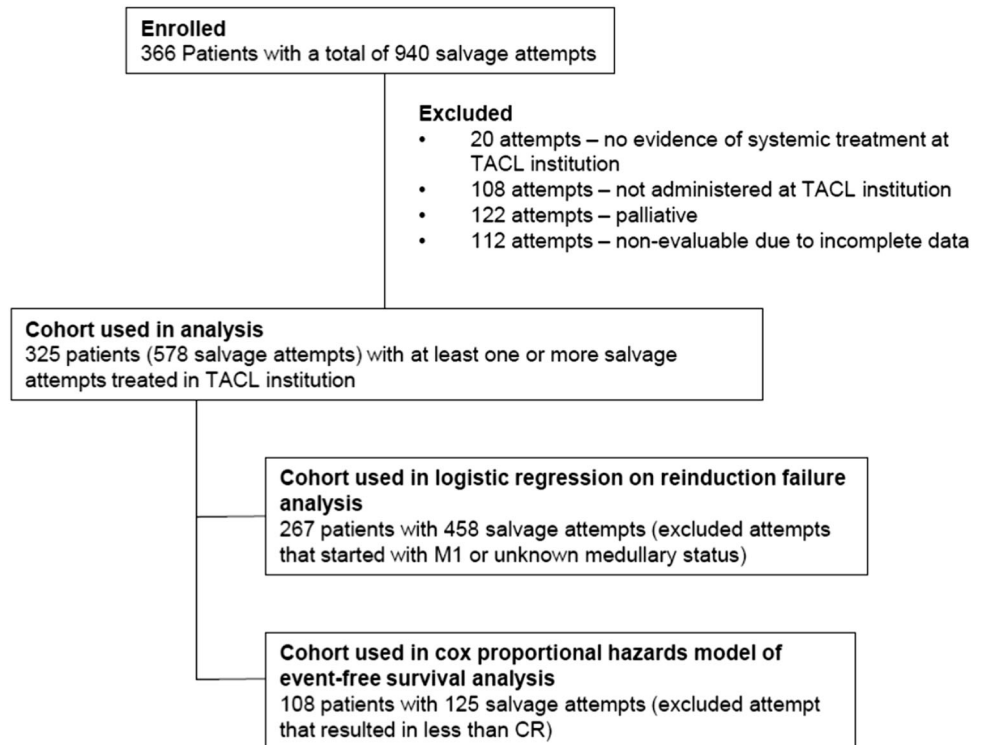 Enrolled
366 Patients with a total of 940 salvage attempts
Excluded
• 20 attempts – no evidence of systemic treatment at
TACL institution
• 108 attempts – not administered at TACL institution
• 122 attempts – palliative
• 112 attempts – non-evaluable due to incomplete data
Cohort used in analysis
325 patients (578 salvage attempts) with at least one or more salvage
attempts treated in TACL institution
Cohort used in logistic regression on reinduction failure
analysis
267 patients with 458 salvage attempts (excluded attempts
that started with M1 or unknown medullary status)
Cohort used in cox proportional hazards model of
event-free survival analysis
108 patients with 125 salvage attempts (excluded attempt
that resulted in less than CR)